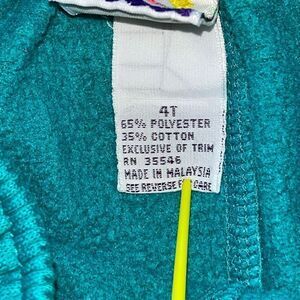 4T
65% POLYESTER
35% COTTON
EXCLUSIVE OF TRIM
RN 35546
MADE IN MALAYSIA
SEE REVERSE CARE